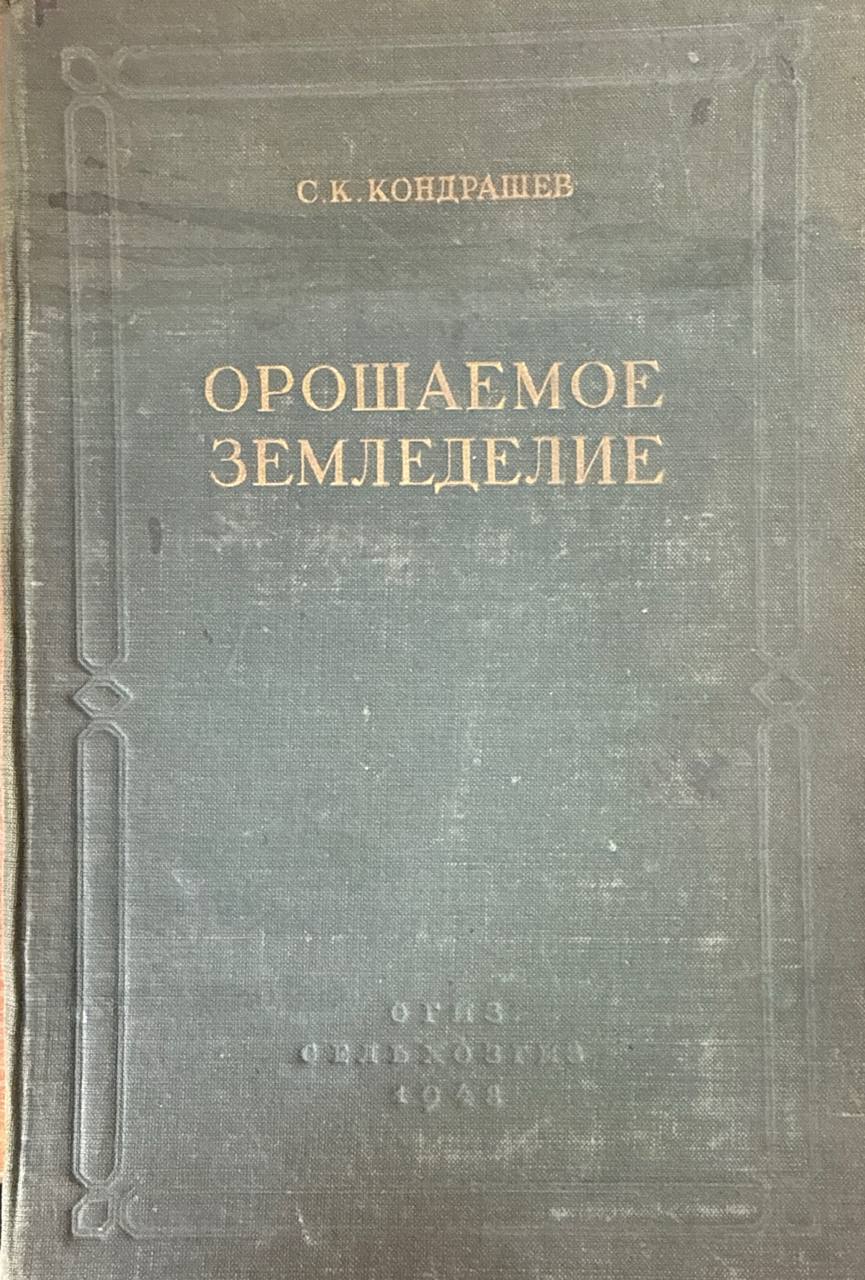 С. К. КОНДРАШЕВ
ОРОШАЕМОЕ
ЗЕМЛЕДЕЛИЕ
ОГИЗ
СЕЛЬХОЗГИЗ
1948